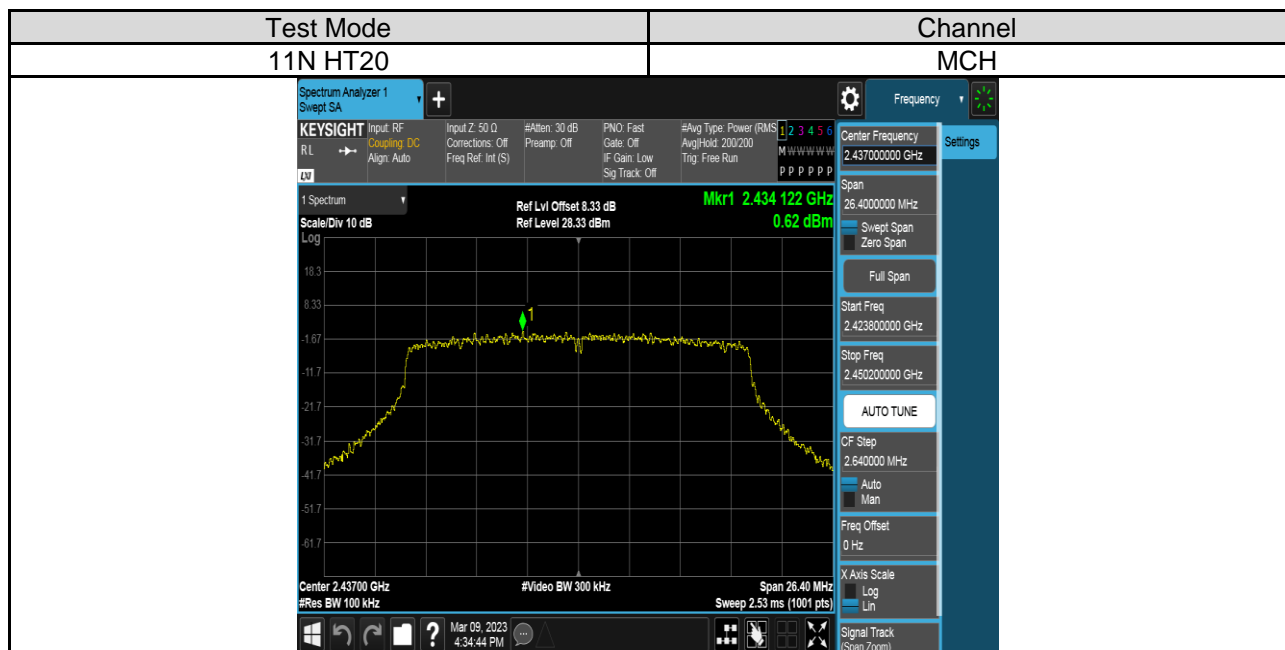 Test Mode Channel
11N HT20 MCH
Spectrum Analyzer 1
Swept SA
Frequency
Settings
KEYSIGHT
RL
LXI
Input: RF
Coupling: DC
Align: Auto
Input Z: 50 Ω
Corrections: Off
Freq Ref: Int (S)
#Atten: 30 dB
Preamp: Off
PNO: Fast
Gate: Off
IF Gain: Low
Sig Track: Off
#Avg Type: Power (RMS
Avg|Hold: 200/200
Trig: Free Run
1 2 3 4 5 6
M W W W W W
P P P P P P
1 Spectrum
Scale/Div 10 dB
Log
Ref Lvl Offset 8.33 dB
Ref Level 28.33 dBm
Mkr1 2.434 122 GHz
0.62 dBm
18.3
8.33
-1.67
-11.7
-21.7
-31.7
-41.7
-51.7
-61.7
1
Center 2.43700 GHz
#Res BW 100 kHz
#Video BW 300 kHz
Span 26.40 MHz
Sweep 2.53 ms (1001 pts)
Center Frequency
2.437000000 GHz
Span
26.4000000 MHz
Swept Span
Zero Span
Full Span
Start Freq
2.423800000 GHz
Stop Freq
2.450200000 GHz
AUTO TUNE
CF Step
2.640000 MHz
Auto
Man
Freq Offset
0 Hz
X Axis Scale
Log
Lin
Signal Track
(Span Zoom)
?
Mar 09, 2023
4:34:44 PM